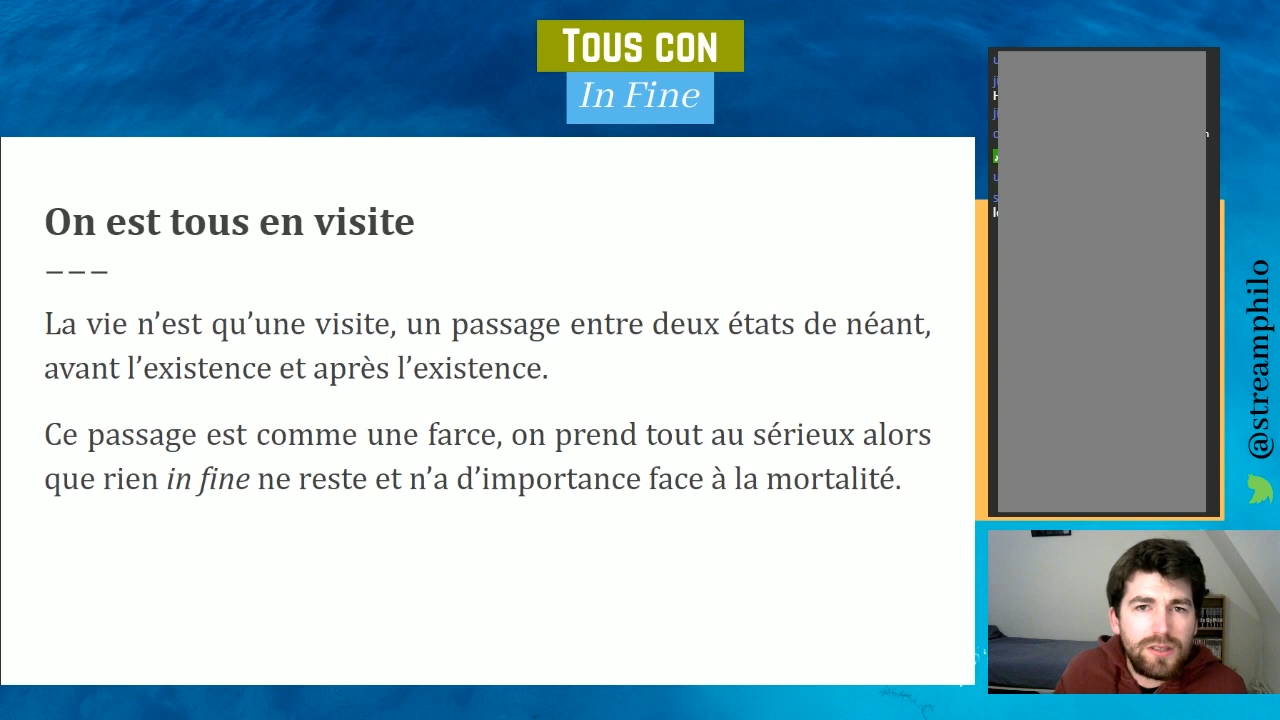 TOUS CON
In Fine
On est tous en visite
–––
La vie n’est qu’une visite, un passage entre deux états de néant,
avant l’existence et après l’existence.
Ce passage est comme une farce, on prend tout au sérieux alors
que rien in fine ne reste et n’a d’importance face à la mortalité.
@streamphilo